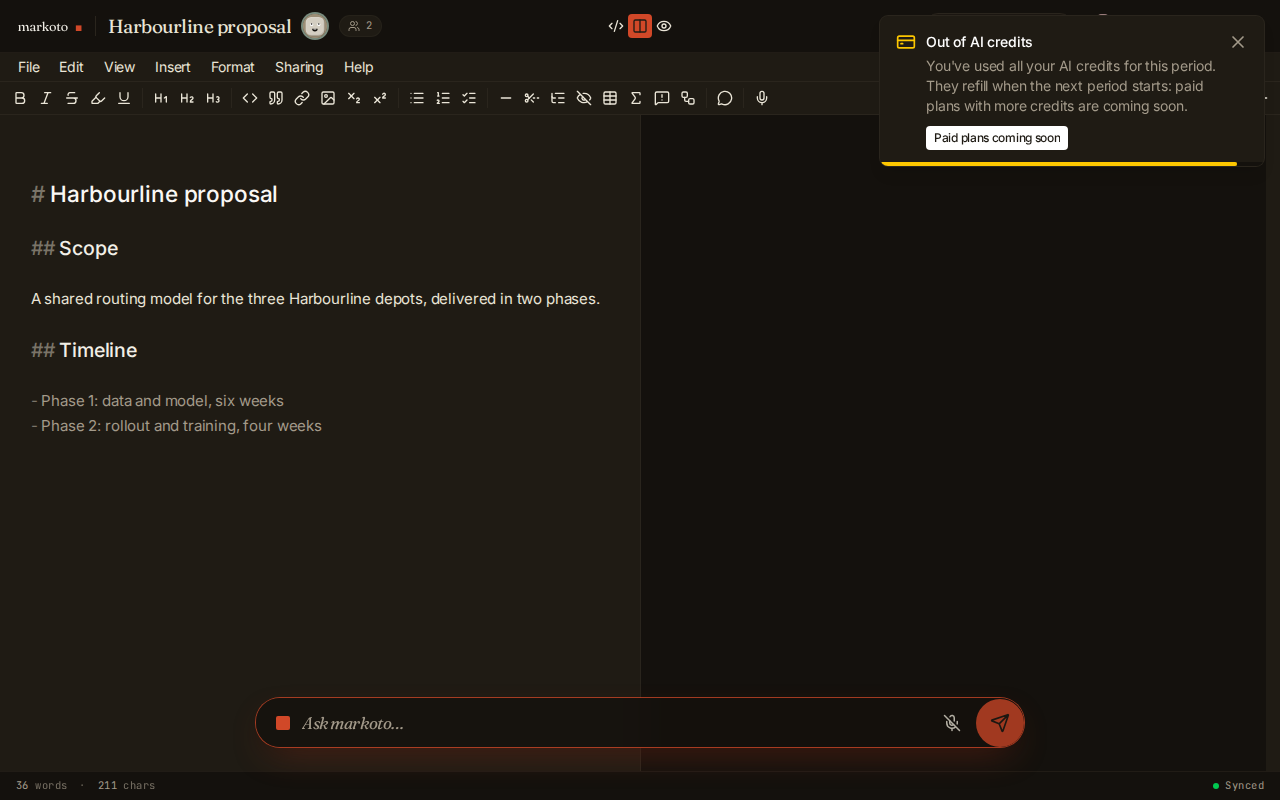 markoto
Harbourline proposal
2
File Edit View Insert Format Sharing Help
H1 H2 H3
Out of AI credits
You've used all your AI credits for this period.
They refill when the next period starts: paid
plans with more credits are coming soon.
Paid plans coming soon
# Harbourline proposal
## Scope
A shared routing model for the three Harbourline depots, delivered in two phases.
## Timeline
- Phase 1: data and model, six weeks
- Phase 2: rollout and training, four weeks
Ask markoto...
36 words · 211 chars
Synced